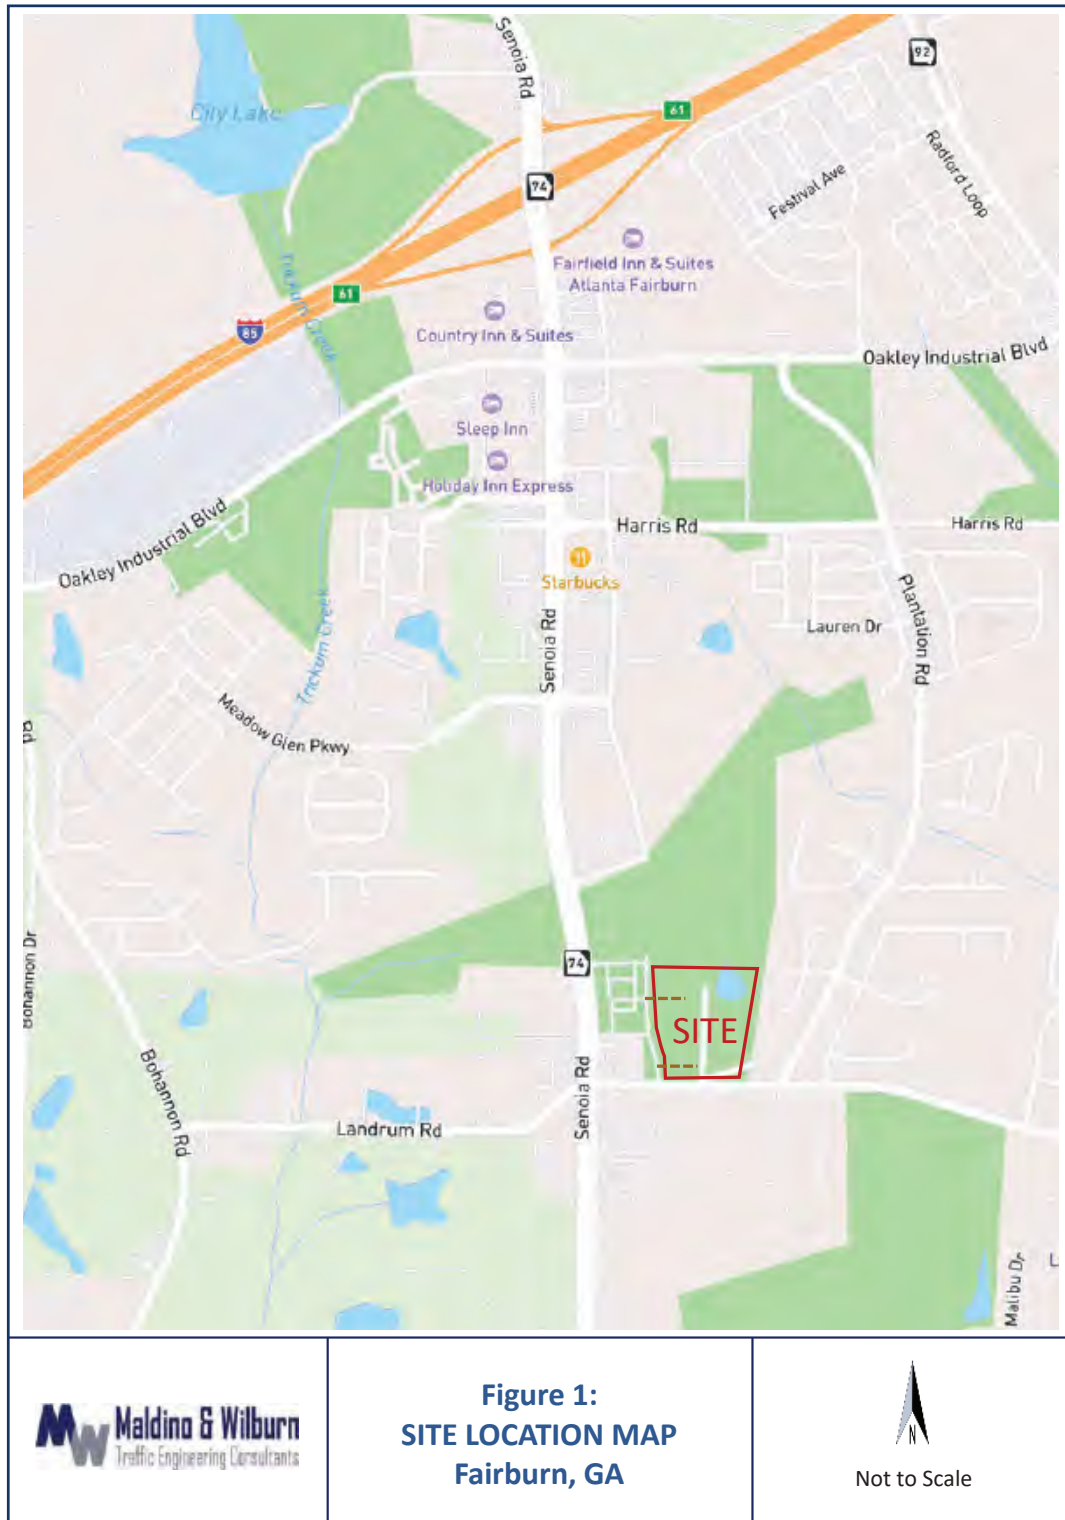 Senoia Rd
92
City Lake
61
Radford Loop
Festival Ave
74
Fairfield Inn & Suites
Atlanta Fairburn
Trickum Creek
61
85
Country Inn & Suites
Oakley Industrial Blvd
Sleep Inn
Holiday Inn Express
Oakley Industrial Blvd
Harris Rd
Harris Rd
Starbucks
Plantation Rd
Trickum Creek
Lauren Dr
Senoia Rd
Meadow Glen Pkwy
Rd
Bohannon Dr
74
SITE
Bohannon Rd
Senoia Rd
Landrum Rd
Malibu Dr
L
Maldino & Wilburn
Traffic Engineering Consultants
Figure 1:
SITE LOCATION MAP
Fairburn, GA
N
Not to Scale